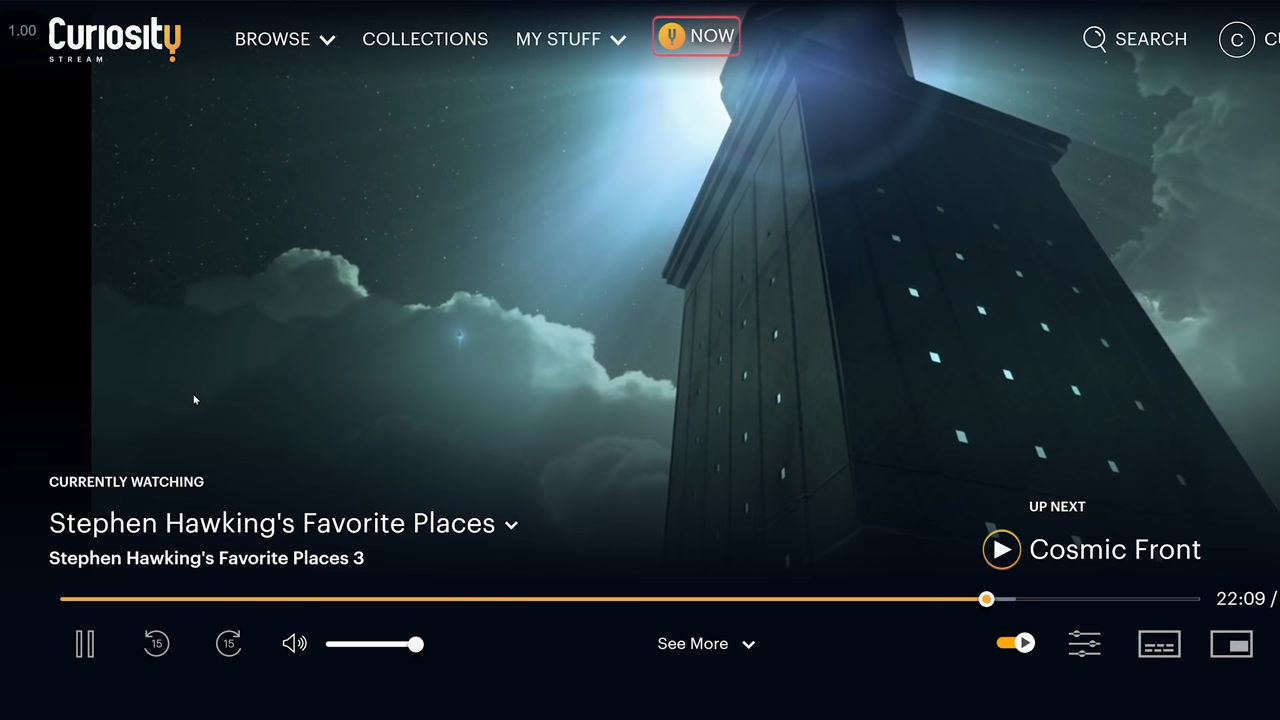 1.00
Curiosity
STREAM
BROWSE
COLLECTIONS
MY STUFF
NOW
SEARCH
C
CURRENTLY WATCHING
Stephen Hawking's Favorite Places
Stephen Hawking's Favorite Places 3
UP NEXT
Cosmic Front
22:09 /
15
15
See More